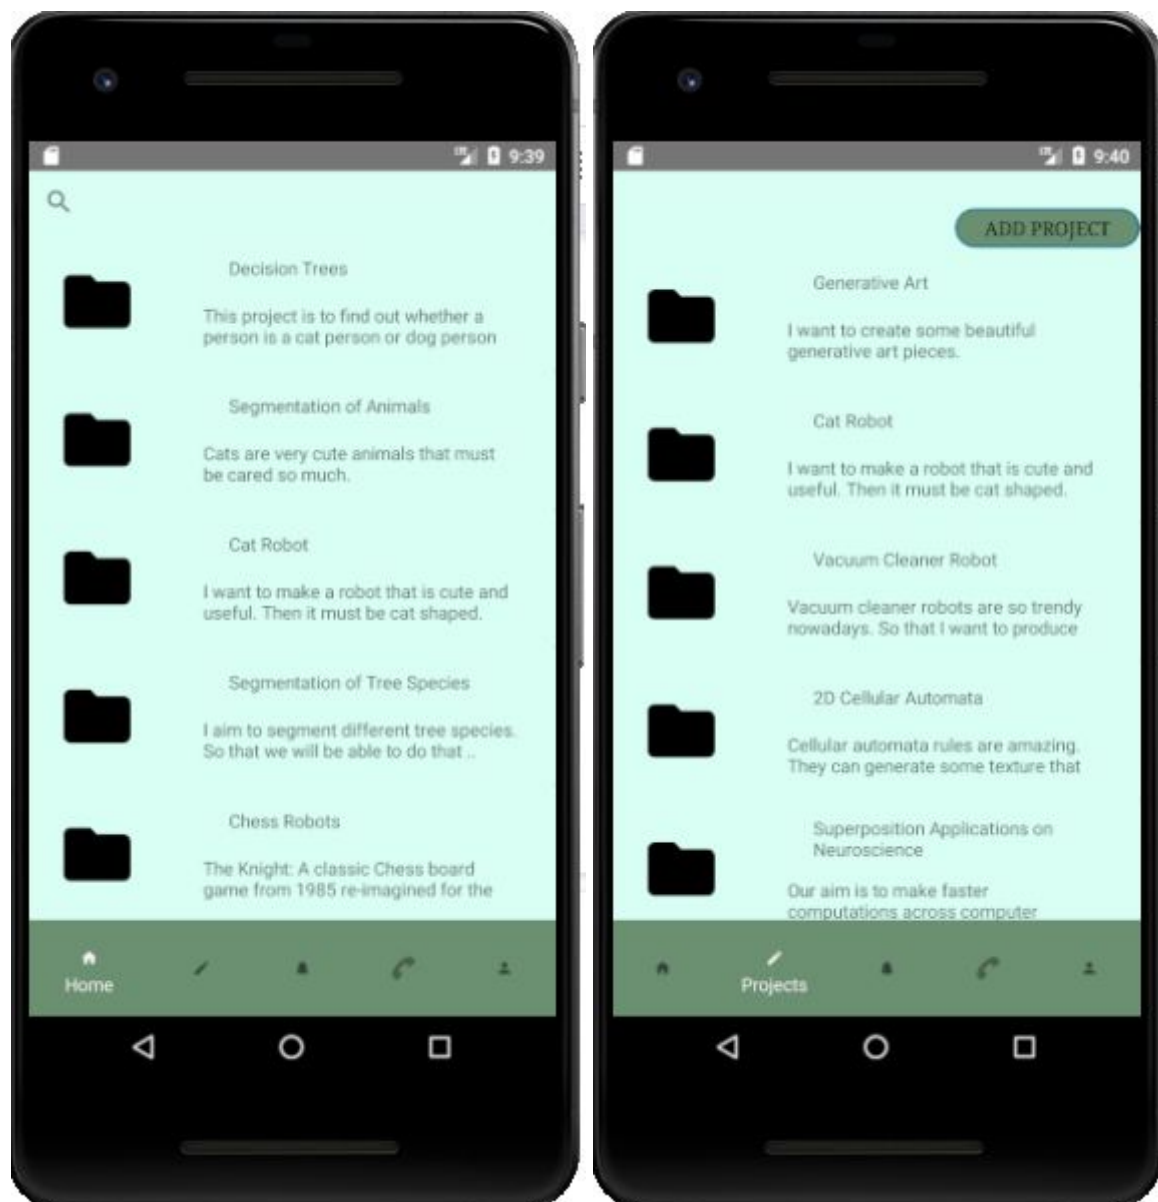 9:39
Decision Trees
This project is to find out whether a
person is a cat person or dog person
Segmentation of Animals
Cats are very cute animals that must
be cared so much.
Cat Robot
I want to make a robot that is cute and
useful. Then it must be cat shaped.
Segmentation of Tree Species
I aim to segment different tree species.
So that we will be able to do that ..
Chess Robots
The Knight: A classic Chess board
game from 1985 re-imagined for the
Home
9:40
ADD PROJECT
Generative Art
I want to create some beautiful
generative art pieces.
Cat Robot
I want to make a robot that is cute and
useful. Then it must be cat shaped.
Vacuum Cleaner Robot
Vacuum cleaner robots are so trendy
nowadays. So that I want to produce
2D Cellular Automata
Cellular automata rules are amazing.
They can generate some texture that
Superposition Applications on
Neuroscience
Our aim is to make faster
computations across computer
Projects